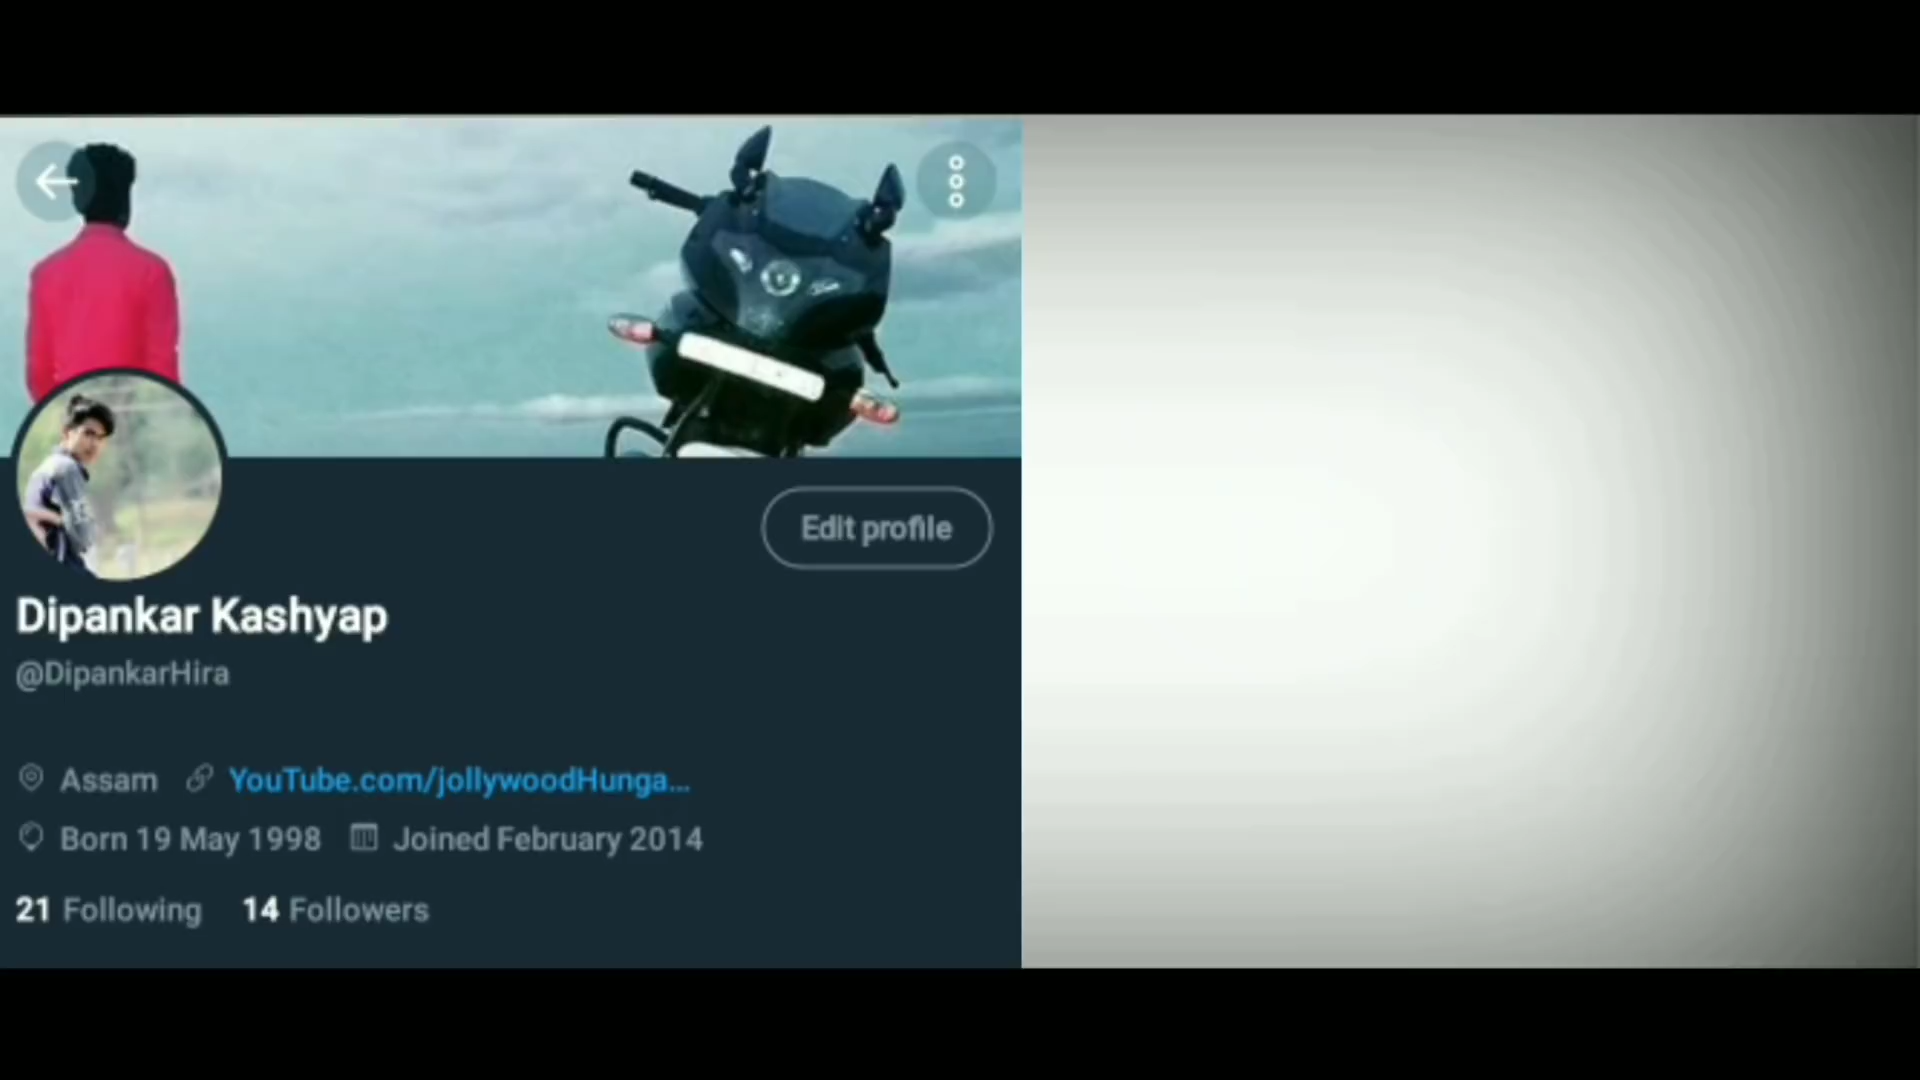 Edit profile
Dipankar Kashyap
@DipankarHira
Assam YouTube.com/jollywoodHunga...
Born 19 May 1998 Joined February 2014
21 Following 14 Followers